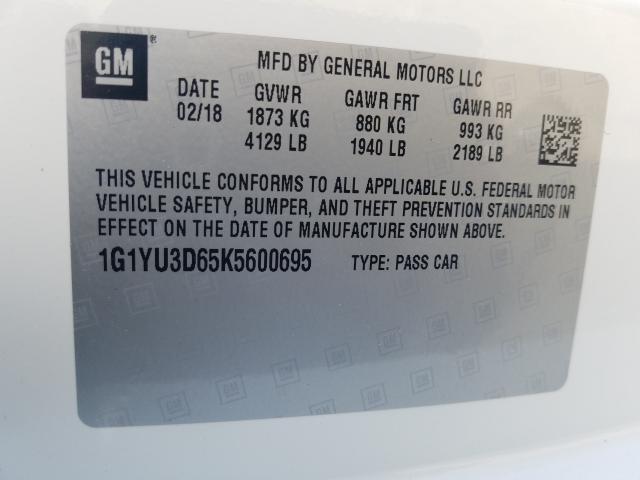 GM
MFD BY GENERAL MOTORS LLC
DATE GVWR GAWR FRT GAWR RR
02/18 1873 KG 880 KG 993 KG
4129 LB 1940 LB 2189 LB
THIS VEHICLE CONFORMS TO ALL APPLICABLE U.S. FEDERAL MOTOR
VEHICLE SAFETY, BUMPER, AND THEFT PREVENTION STANDARDS IN
EFFECT ON THE DATE OF MANUFACTURE SHOWN ABOVE.
1G1YU3D65K5600695 TYPE: PASS CAR